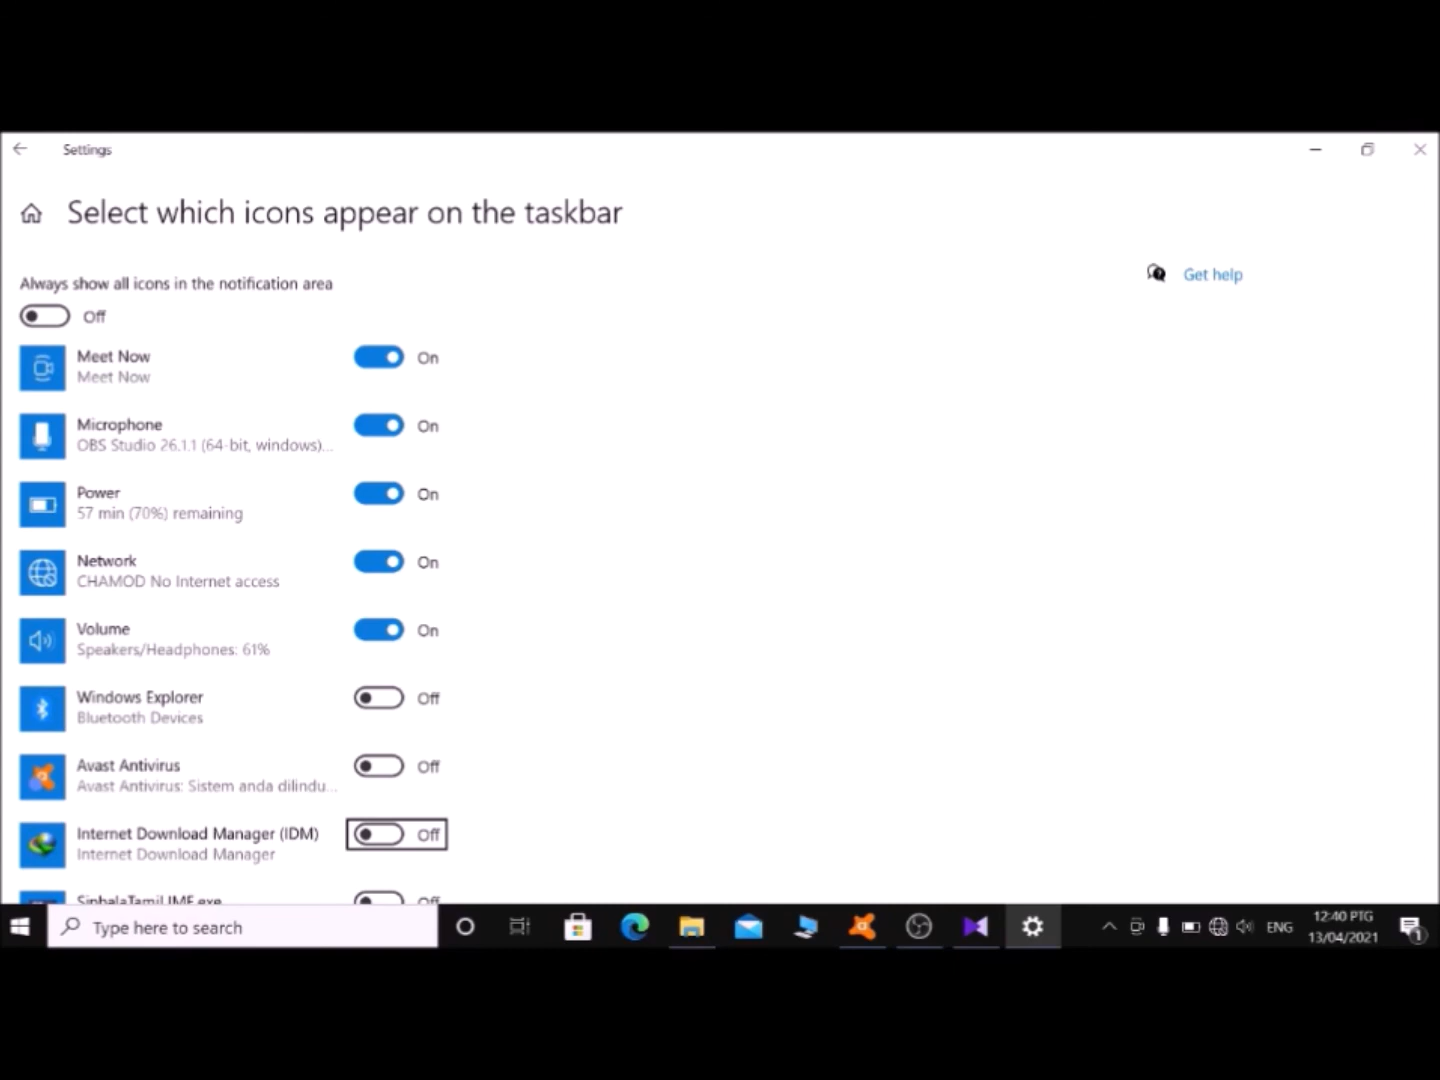 Settings
Select which icons appear on the taskbar
Always show all icons in the notification area
Off
Get help
Meet Now
Meet Now
On
Microphone
OBS Studio 26.1.1 (64-bit, windows)...
On
Power
57 min (70%) remaining
On
Network
CHAMOD No Internet access
On
Volume
Speakers/Headphones: 61%
On
Windows Explorer
Bluetooth Devices
Off
Avast Antivirus
Avast Antivirus: Sistem anda dilindu...
Off
Internet Download Manager (IDM)
Internet Download Manager
Off
SinhalaTamilIME.exe
Off
Type here to search
ENG
12:40 PTG
13/04/2021
1